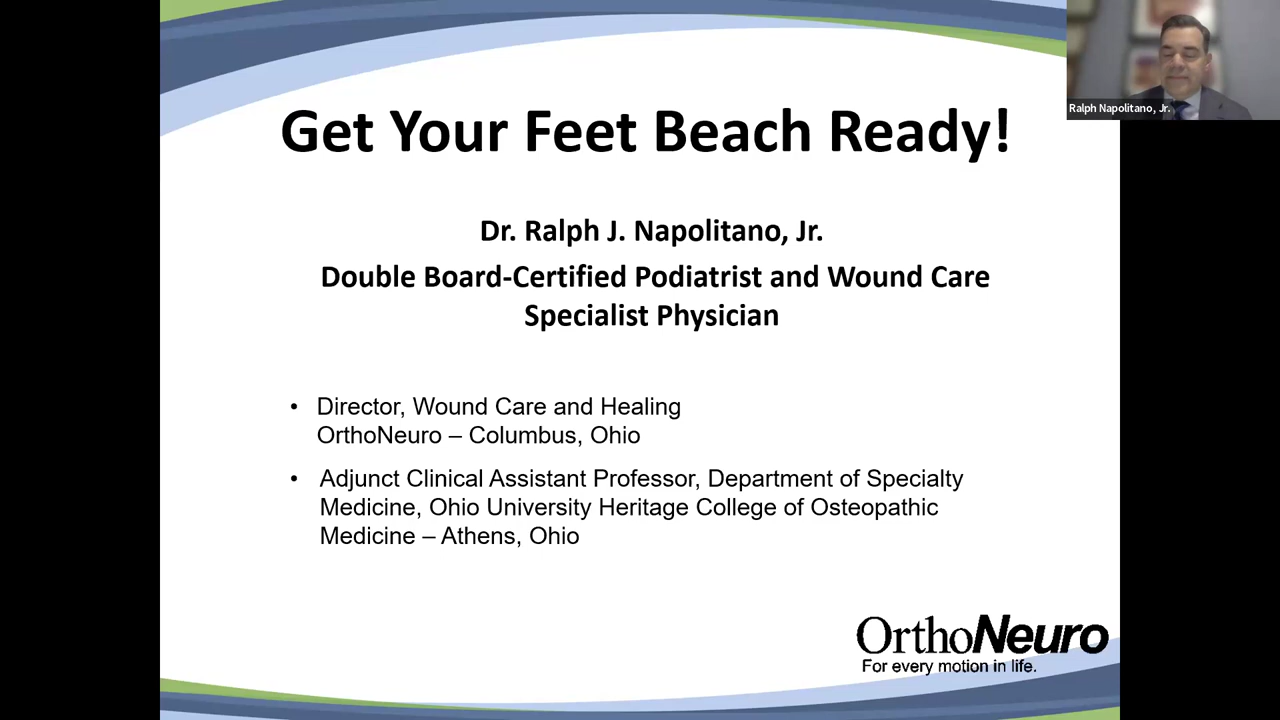 Get Your Feet Beach Ready!
Ralph Napolitano, Jr.
Dr. Ralph J. Napolitano, Jr.
Double Board-Certified Podiatrist and Wound Care
Specialist Physician
• Director, Wound Care and Healing
OrthoNeuro – Columbus, Ohio
• Adjunct Clinical Assistant Professor, Department of Specialty
Medicine, Ohio University Heritage College of Osteopathic
Medicine – Athens, Ohio
OrthoNeuro
For every motion in life.